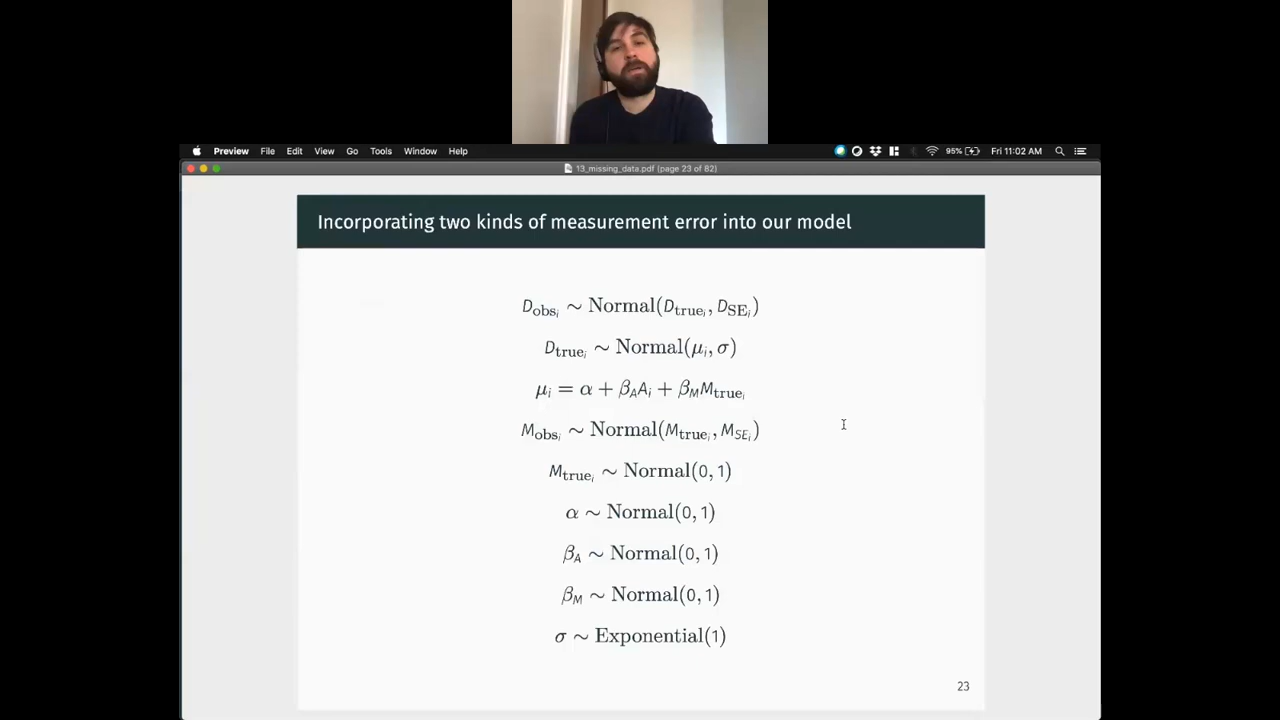 Preview File Edit View Go Tools Window Help 95% Fri 11:02 AM
13_missing_data.pdf (page 23 of 82)
Incorporating two kinds of measurement error into our model
D_obs_i ∼ Normal(D_true_i, D_SE_i)
D_true_i ∼ Normal(μ_i, σ)
μ_i = α + β_A A_i + β_M M_true_i
M_obs_i ∼ Normal(M_true_i, M_SE_i)
M_true_i ∼ Normal(0, 1)
α ∼ Normal(0, 1)
β_A ∼ Normal(0, 1)
β_M ∼ Normal(0, 1)
σ ∼ Exponential(1)
23